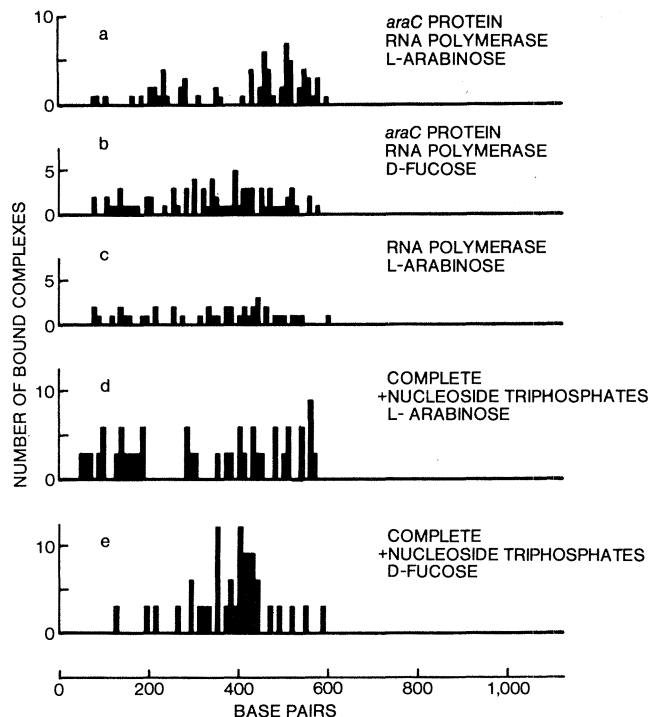 10
5
0
a
araC PROTEIN
RNA POLYMERASE
L-ARABINOSE
5
0
b
araC PROTEIN
RNA POLYMERASE
D-FUCOSE
5
0
c
RNA POLYMERASE
L-ARABINOSE
10
0
d
COMPLETE
+NUCLEOSIDE TRIPHOSPHATES
L- ARABINOSE
10
0
e
COMPLETE
+NUCLEOSIDE TRIPHOSPHATES
D-FUCOSE
NUMBER OF BOUND COMPLEXES
0 200 400 600 800 1,000
BASE PAIRS